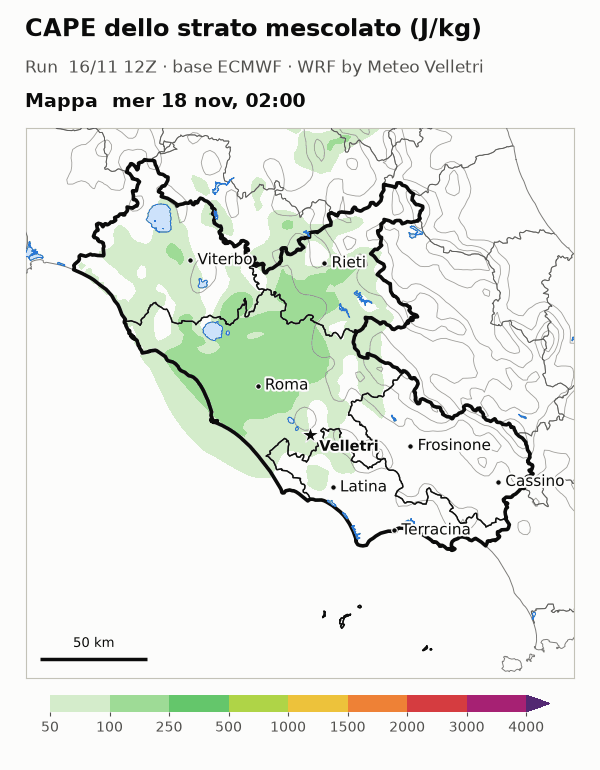 CAPE dello strato mescolato (J/kg)
Run 16/11 12Z · base ECMWF · WRF by Meteo Velletri
Mappa mer 18 nov, 02:00
Viterbo
Rieti
Roma
Velletri
Frosinone
Cassino
Latina
Terracina
50 km
50 100 250 500 1000 1500 2000 3000 4000